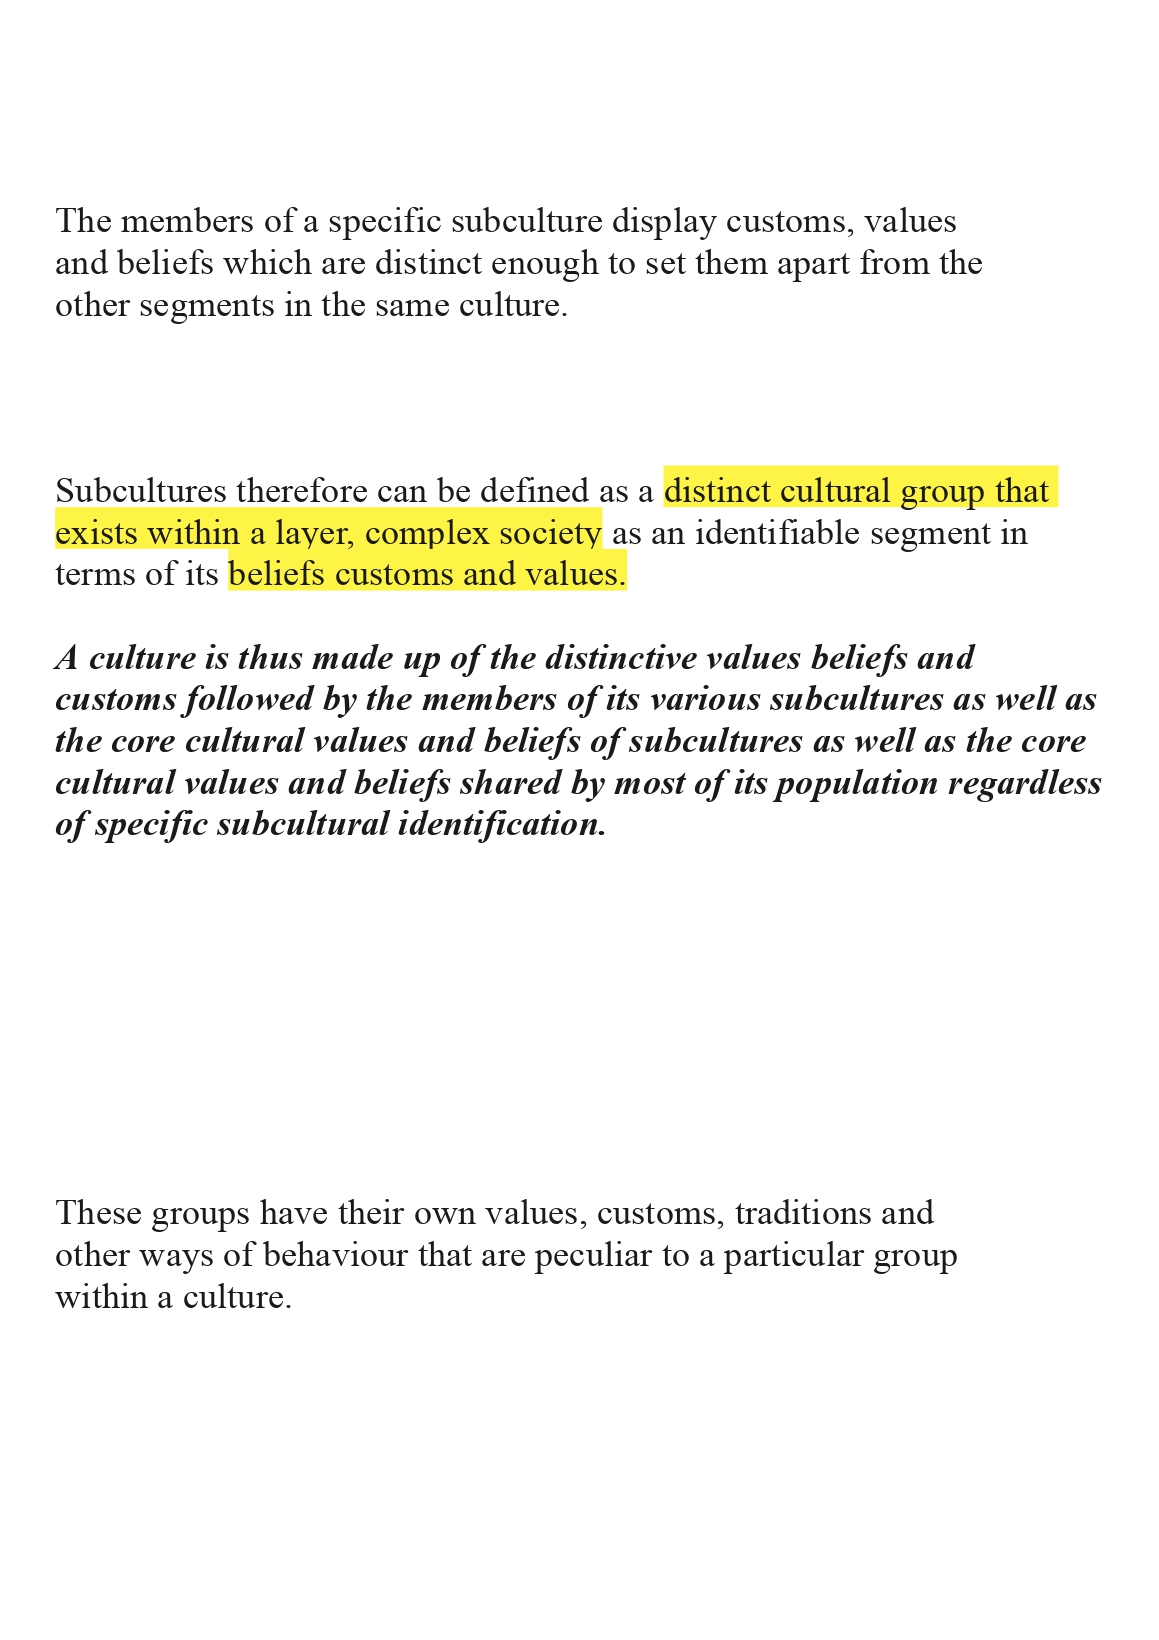 The members of a specific subculture display customs, values
and beliefs which are distinct enough to set them apart from the
other segments in the same culture.
Subcultures therefore can be defined as a distinct cultural group that
exists within a layer, complex society as an identifiable segment in
terms of its beliefs customs and values.
A culture is thus made up of the distinctive values beliefs and
customs followed by the members of its various subcultures as well as
the core cultural values and beliefs of subcultures as well as the core
cultural values and beliefs shared by most of its population regardless
of specific subcultural identification.
These groups have their own values, customs, traditions and
other ways of behaviour that are peculiar to a particular group
within a culture.